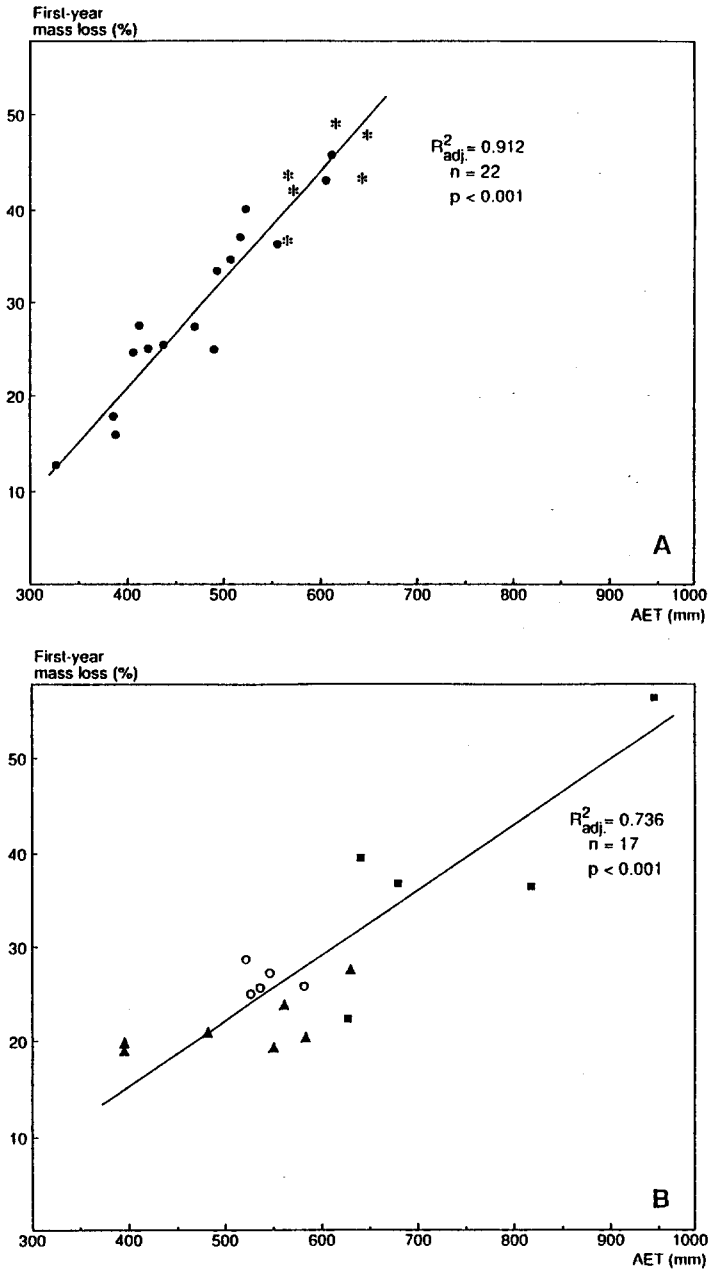 First-year
mass loss (%)
50
40
30
20
10
R²adj. = 0.912
n = 22
p < 0.001
A
300 400 500 600 700 800 900 1000
AET (mm)
First-year
mass loss (%)
50
40
30
20
10
R²adj. = 0.736
n = 17
p < 0.001
B
300 400 500 600 700 800 900 1000
AET (mm)